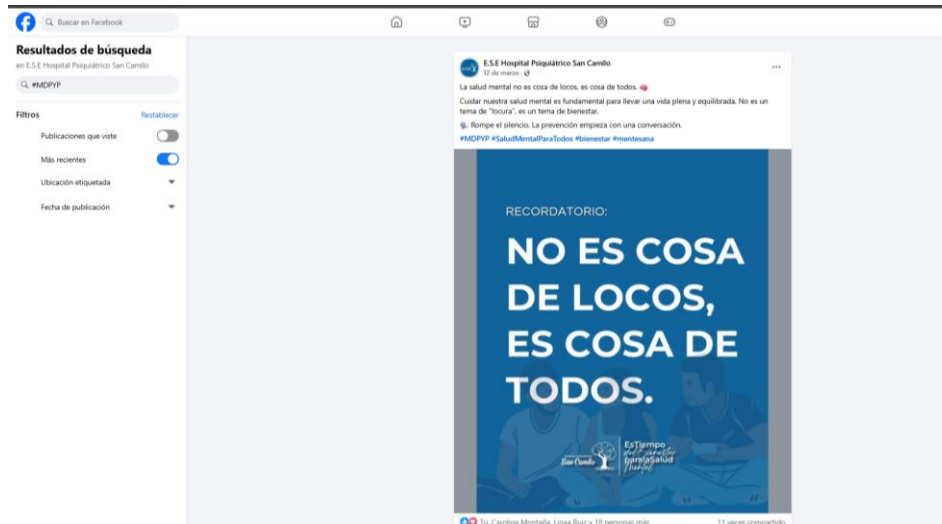 Buscar en Facebook
Resultados de búsqueda
en E.S.E Hospital Psiquiátrico San Camilo
#MDPYP
Filtros
Restablecer
Publicaciones que viste
Más recientes
Ubicación etiquetada
Fecha de publicación
E.S.E Hospital Psiquiátrico San Camilo
12 de marzo
La salud mental no es cosa de locos, es cosa de todos.
Cuidar nuestra salud mental es fundamental para llevar una vida plena y equilibrada. No es un
tema de "locura", es un tema de bienestar.
Rompe el silencio. La prevención empieza con una conversación.
#MDPYP #SaludMentalParaTodos #bienestar #mentesana
RECORDATORIO:
NO ES COSA
DE LOCOS,
ES COSA DE
TODOS.
San Camilo
EsTiempo
del Bienestar
paralaSalud
Mental
Tú, Carolina Montaña, Linaa Ruiz y 18 personas más
11 veces compartido